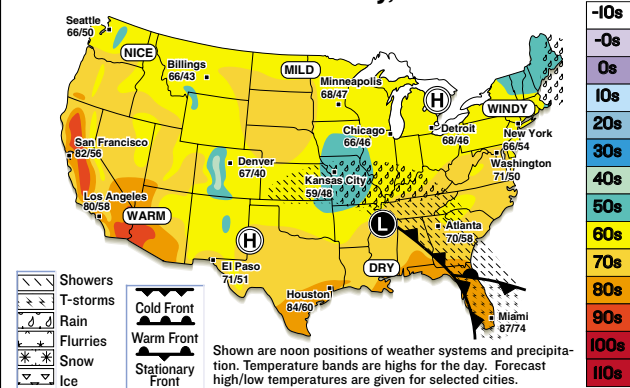 Seattle
66/50
NICE
Billings
66/43
MILD
Minneapolis
68/47
H
WINDY
Chicago
66/46
Detroit
68/46
New York
66/54
Washington
71/50
San Francisco
82/56
Denver
67/40
Kansas City
59/48
Los Angeles
80/58
WARM
L
Atlanta
70/58
H
El Paso
71/51
DRY
Houston
84/60
Miami
87/74
Showers
T-storms
Rain
Flurries
Snow
Ice
Cold Front
Warm Front
Stationary
Front
Shown are noon positions of weather systems and precipita-
tion. Temperature bands are highs for the day. Forecast
high/low temperatures are given for selected cities.
-10s
-0s
0s
10s
20s
30s
40s
50s
60s
70s
80s
90s
100s
110s